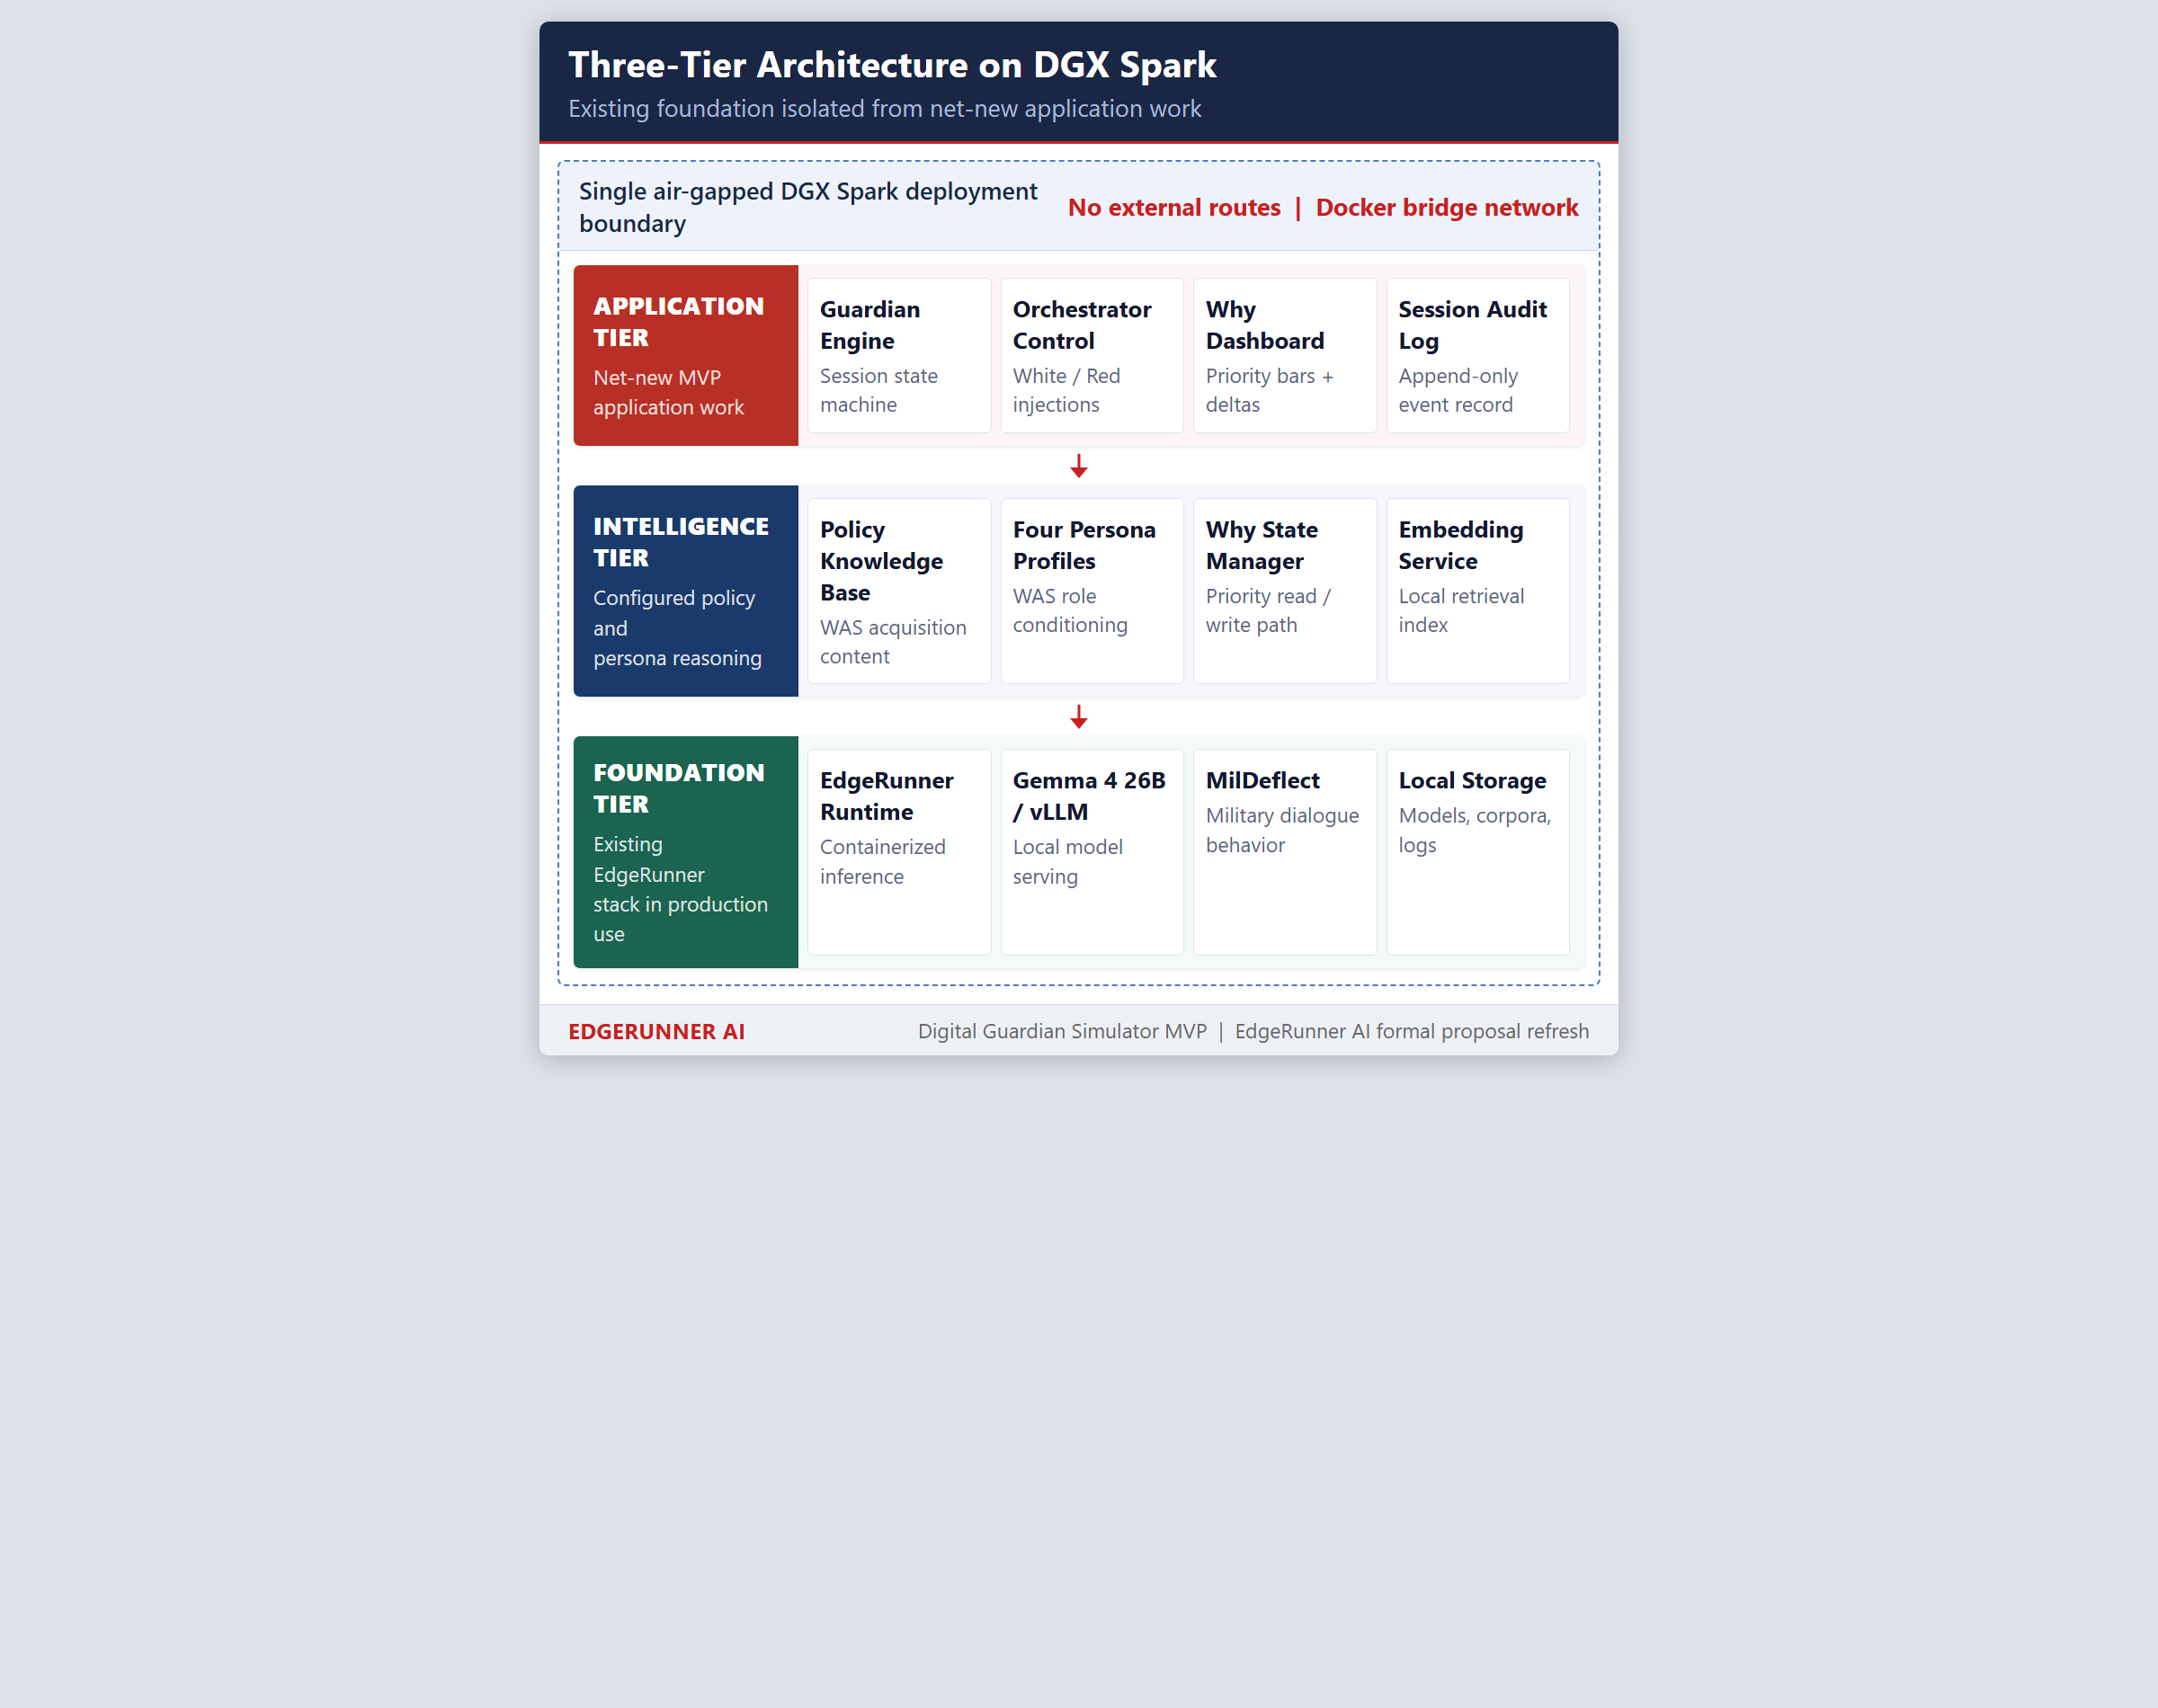 Three-Tier Architecture on DGX Spark
Existing foundation isolated from net-new application work
Single air-gapped DGX Spark deployment
boundary
No external routes | Docker bridge network
APPLICATION
TIER
Net-new MVP
application work
Guardian
Engine
Session state
machine
Orchestrator
Control
White / Red
injections
Why
Dashboard
Priority bars +
deltas
Session Audit
Log
Append-only
event record
INTELLIGENCE
TIER
Configured policy
and
persona reasoning
Policy
Knowledge
Base
WAS acquisition
content
Four Persona
Profiles
WAS role
conditioning
Why State
Manager
Priority read /
write path
Embedding
Service
Local retrieval
index
FOUNDATION
TIER
Existing
EdgeRunner
stack in production
use
EdgeRunner
Runtime
Containerized
inference
Gemma 4 26B
/ vLLM
Local model
serving
MilDeflect
Military dialogue
behavior
Local Storage
Models, corpora,
logs
EDGERUNNER AI
Digital Guardian Simulator MVP | EdgeRunner AI formal proposal refresh